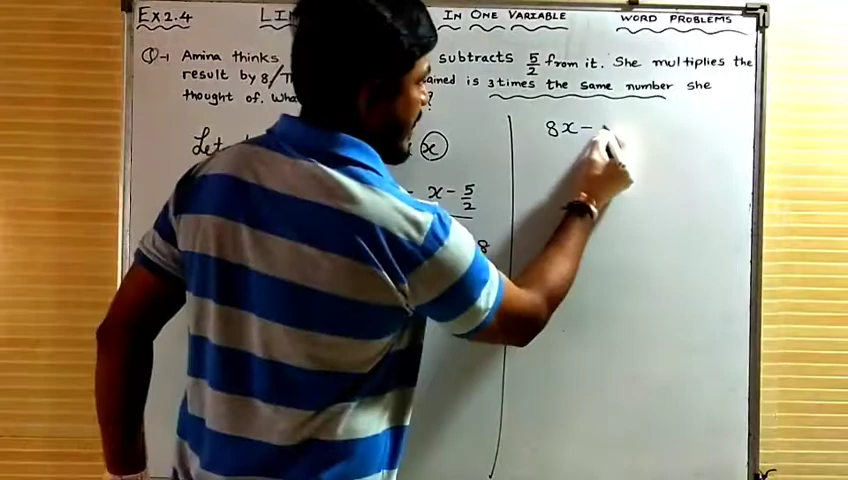 Ex 2.4 LIN IN ONE VARIABLE WORD PROBLEMS
Q-1 Amina thinks subtracts 5/2 from it. She multiplies the
result by 8. ained is 3 times the same number she
thought of. Wha ?
Let x
x - 5/2
8
8x -